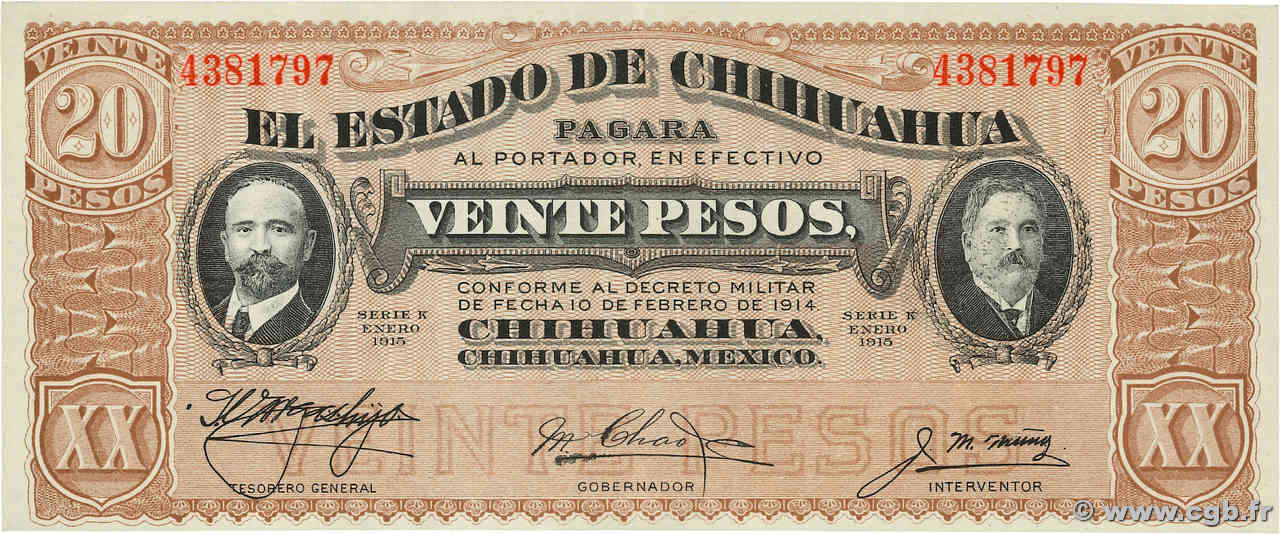 VEINTE
20
PESOS
4381797
4381797
VEINTE
20
PESOS
EL ESTADO DE CHIHUAHUA
PAGARA
AL PORTADOR, EN EFECTIVO
VEINTE PESOS,
CONFORME AL DECRETO MILITAR
DE FECHA 10 DE FEBRERO DE 1914
CHIHUAHUA,
CHIHUAHUA, MEXICO.
SERIE K
ENERO
1915
SERIE K
ENERO
1915
XX
VEINTE PESOS
XX
M. Chao
TESORERO GENERAL
GOBERNADOR
INTERVENTOR
© www.cgb.fr